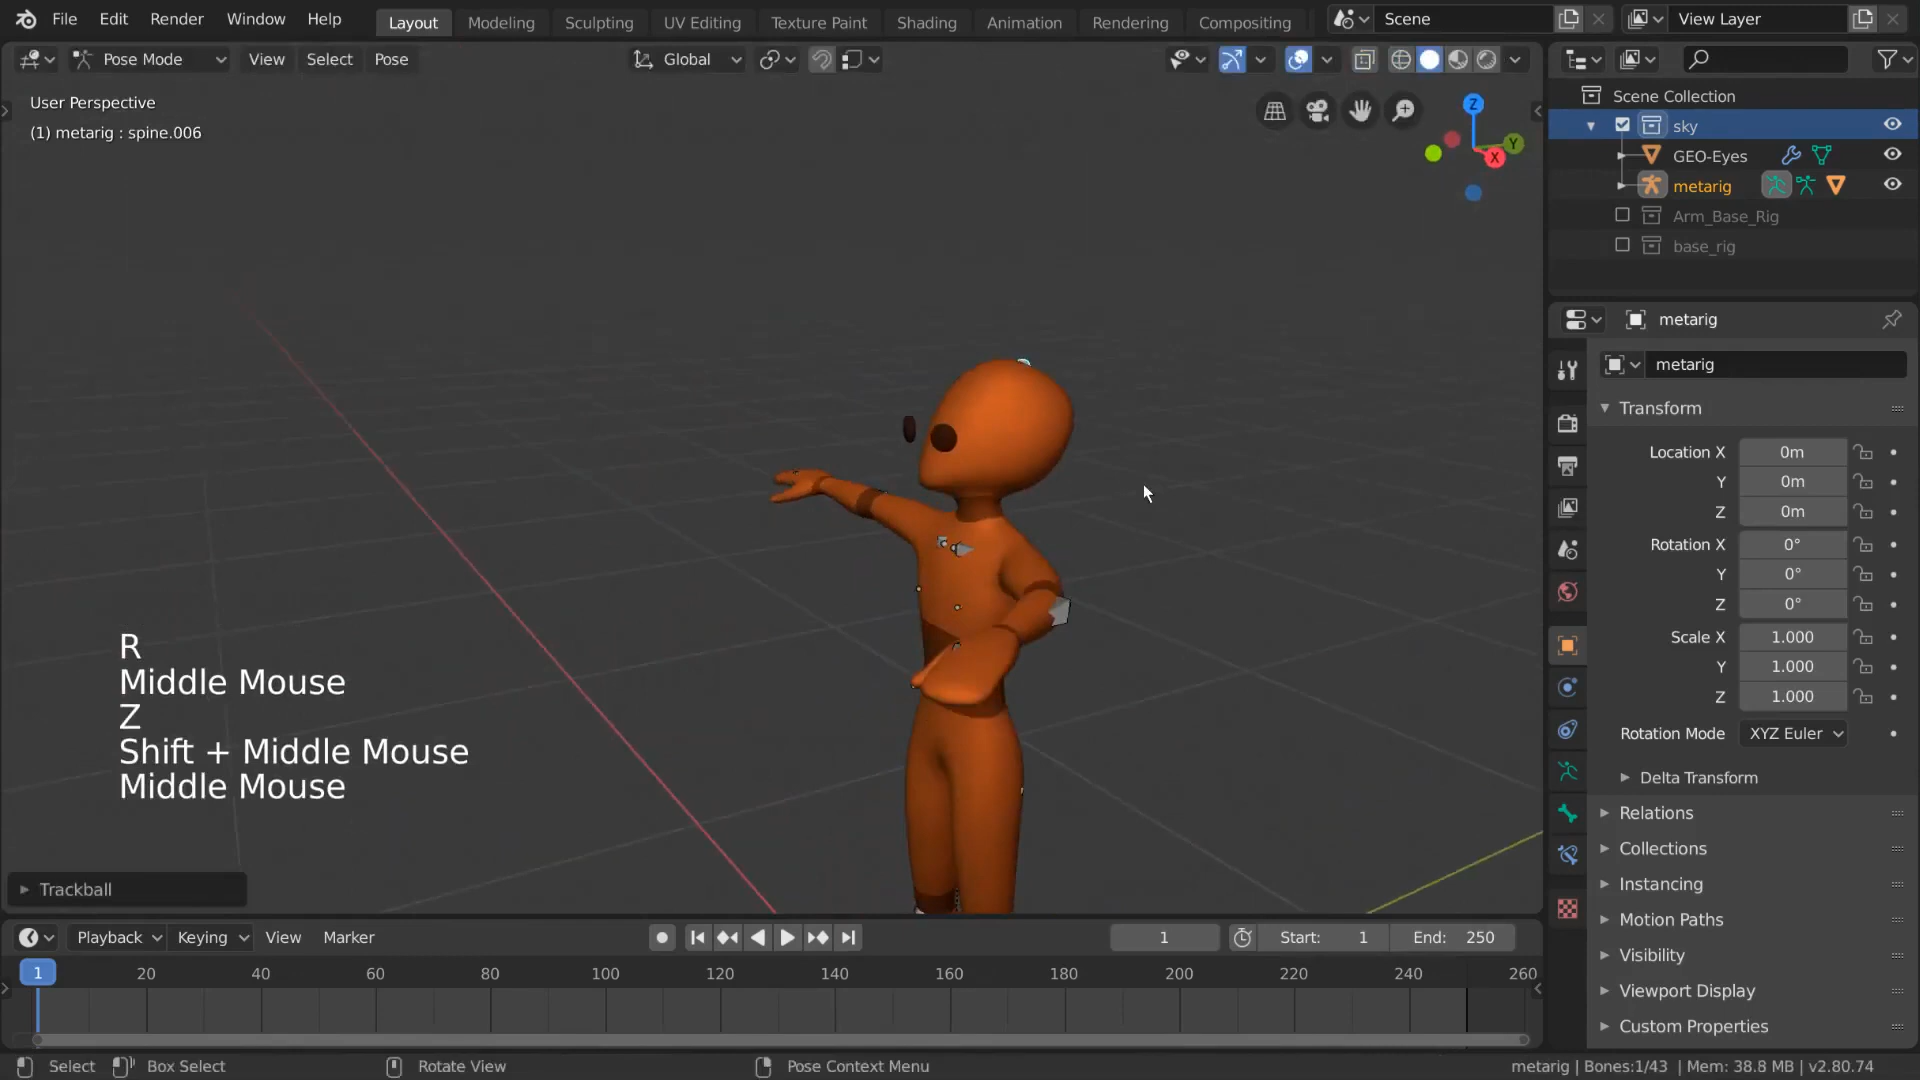 File Edit Render Window Help Layout Modeling Sculpting UV Editing Texture Paint Shading Animation Rendering Compositing Scene View Layer
Pose Mode View Select Pose Global
User Perspective
(1) metarig : spine.006
Z
Y
X
Scene Collection
sky
GEO-Eyes
metarig
Arm_Base_Rig
base_rig
metarig
metarig
Transform
Location X 0m
Y 0m
Z 0m
Rotation X 0°
Y 0°
Z 0°
Scale X 1.000
Y 1.000
Z 1.000
Rotation Mode XYZ Euler
Delta Transform
Relations
Collections
Instancing
Motion Paths
Visibility
Viewport Display
Custom Properties
R
Middle Mouse
Z
Shift + Middle Mouse
Middle Mouse
Trackball
Playback Keying View Marker 1 Start: 1 End: 250
1 20 40 60 80 100 120 140 160 180 200 220 240 260
Select Box Select Rotate View Pose Context Menu metarig | Bones:1/43 | Mem: 38.8 MB | v2.80.74